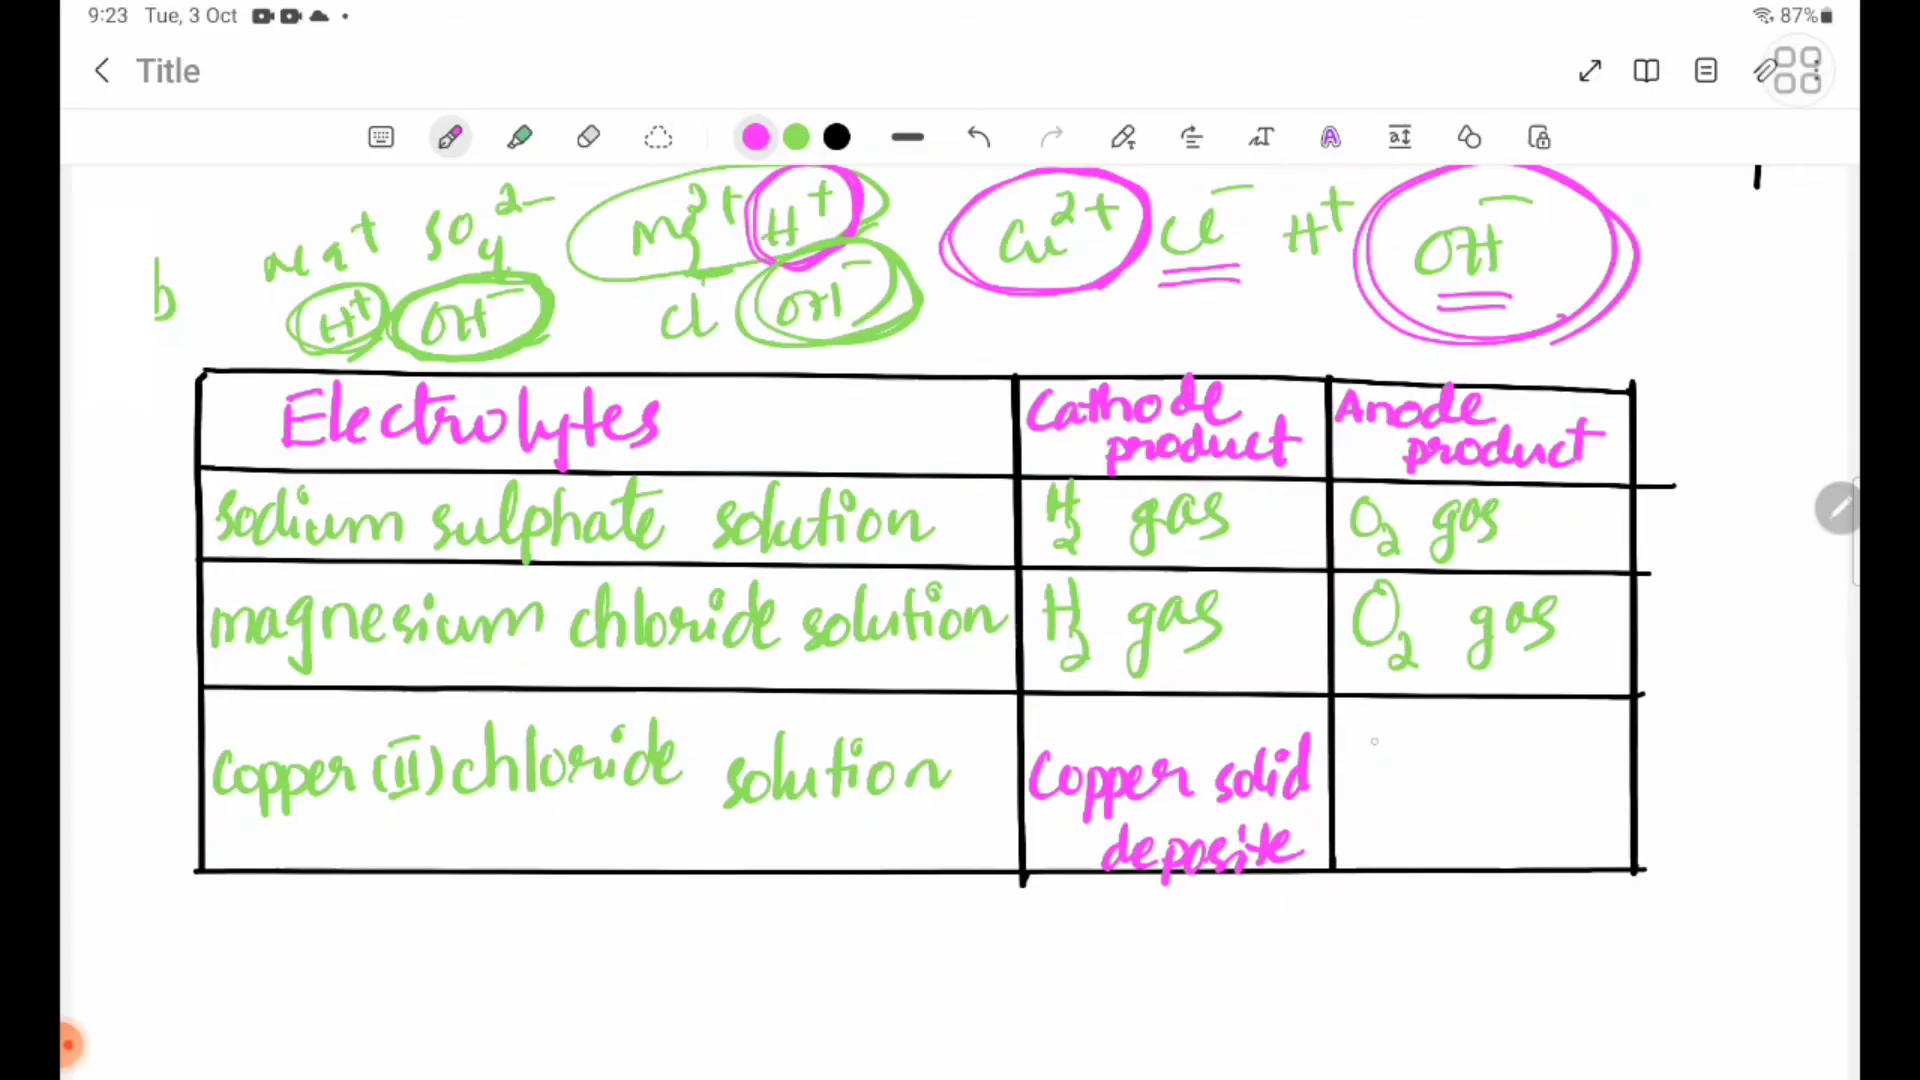 9:23 Tue, 3 Oct
87%
Title
Na⁺ SO₄²⁻ Mg²⁺ H⁺ Cu²⁺ Cl⁻ H⁺ OH⁻
b H⁺ OH⁻ Cl OH⁻
Electrolytes Cathode product Anode product
sodium sulphate solution H₂ gas O₂ gas
magnesium chloride solution H₂ gas O₂ gas
copper (II) chloride solution Copper solid
deposite